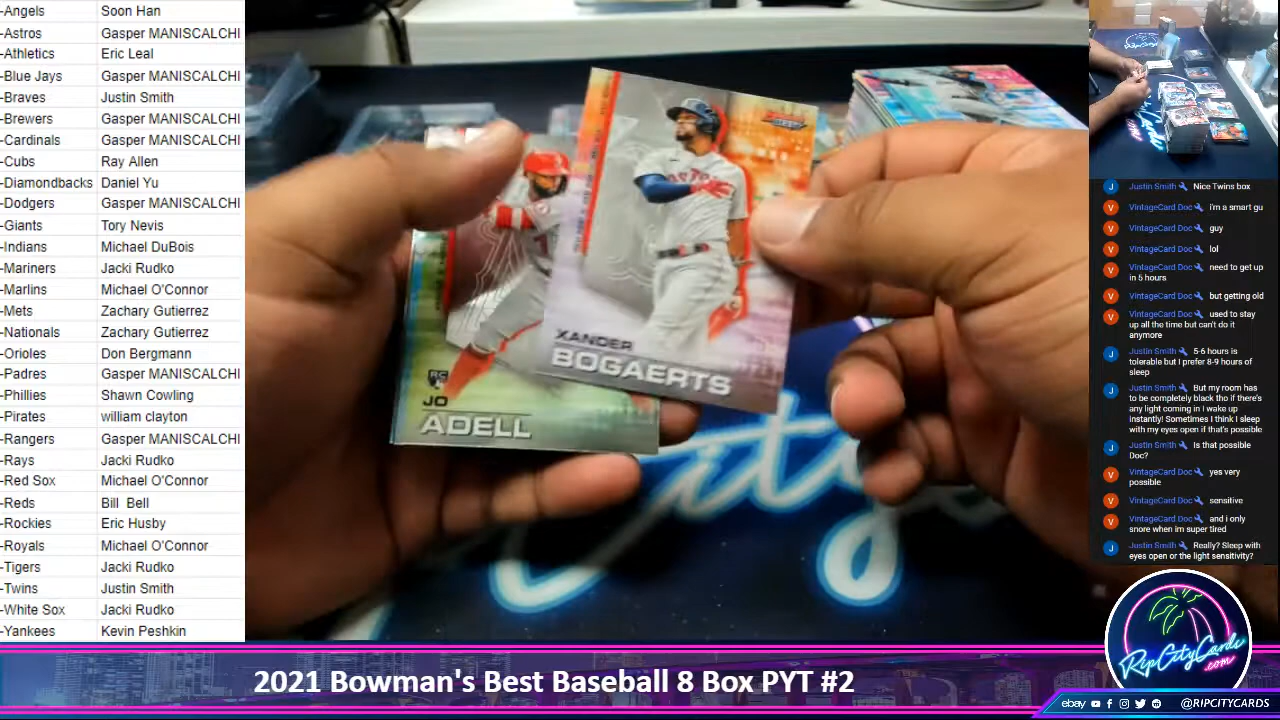 -Angels Soon Han
-Astros Gasper MANISCALCHI
-Athletics Eric Leal
-Blue Jays Gasper MANISCALCHI
-Braves Justin Smith
-Brewers Gasper MANISCALCHI
-Cardinals Gasper MANISCALCHI
-Cubs Ray Allen
-Diamondbacks Daniel Yu
-Dodgers Gasper MANISCALCHI
-Giants Tory Nevis
-Indians Michael DuBois
-Mariners Jacki Rudko
-Marlins Michael O'Connor
-Mets Zachary Gutierrez
-Nationals Zachary Gutierrez
-Orioles Don Bergmann
-Padres Gasper MANISCALCHI
-Phillies Shawn Cowling
-Pirates william clayton
-Rangers Gasper MANISCALCHI
-Rays Jacki Rudko
-Red Sox Michael O'Connor
-Reds Bill Bell
-Rockies Eric Husby
-Royals Michael O'Connor
-Tigers Jacki Rudko
-Twins Justin Smith
-White Sox Jacki Rudko
-Yankees Kevin Peshkin
XANDER
BOGAERTS
RC
JO
ADELL
J Justin Smith Nice Twins box
V VintageCard Doc i'm a smart gu
V VintageCard Doc guy
V VintageCard Doc lol
V VintageCard Doc need to get up
in 5 hours
V VintageCard Doc but getting old
V VintageCard Doc used to stay
up all the time but can't do it
anymore
J Justin Smith 5-6 hours is
tolerable but I prefer 8-9 hours of
sleep
J Justin Smith But my room has
to be completely black tho if there's
any light coming in I wake up
instantly! Sometimes I think I sleep
with my eyes open if that's possible
J Justin Smith Is that possible
Doc?
V VintageCard Doc yes very
possible
V VintageCard Doc sensitive
V VintageCard Doc and i only
snore when im super tired
J Justin Smith Really? Sleep with
eyes open or the light sensitivity?
RipCityCards
.com
2021 Bowman's Best Baseball 8 Box PYT #2
ebay @RIPCITYCARDS